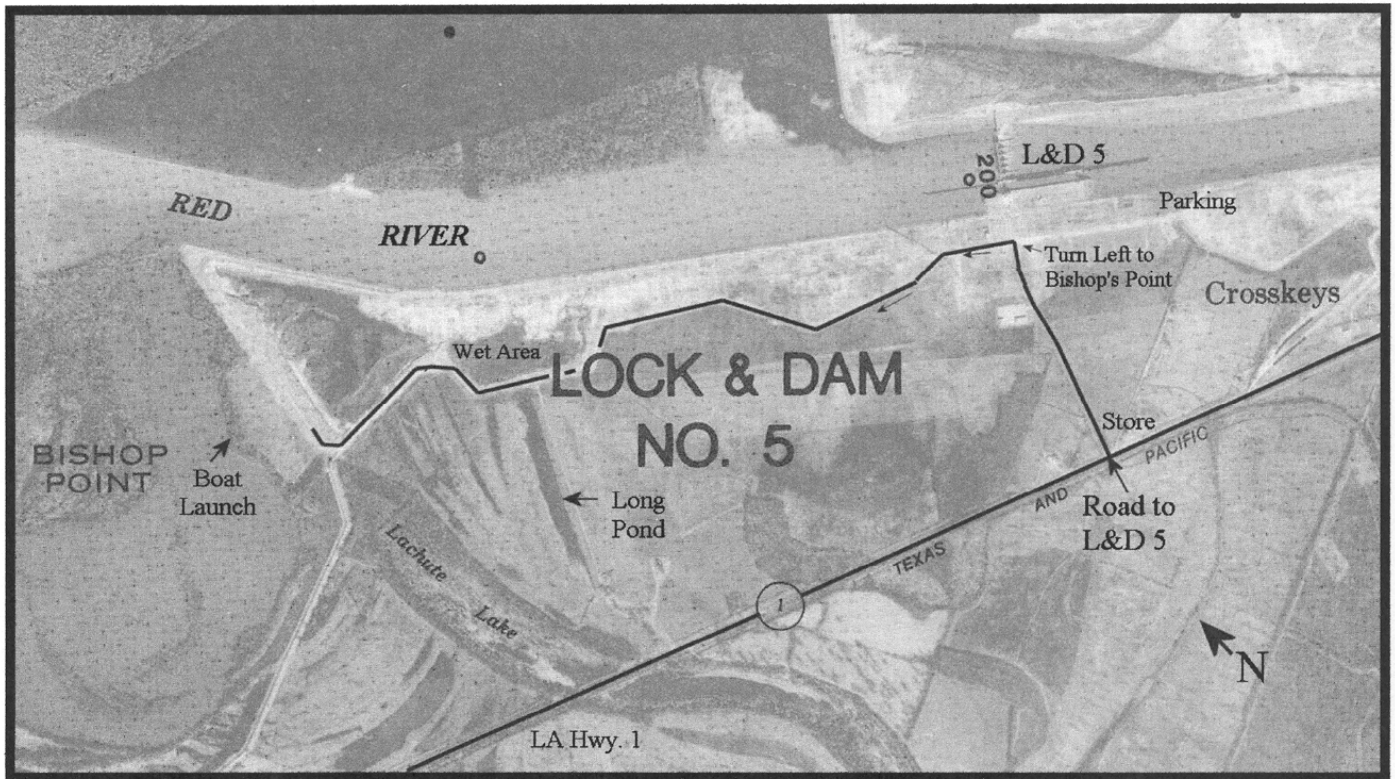 L&D 5
200
RED
RIVER
Parking
Turn Left to
Bishop's Point
Crosskeys
Wet Area
LOCK & DAM
NO. 5
Store
BISHOP
POINT
Boat
Launch
Long
Pond
Road to
L&D 5
TEXAS AND PACIFIC
Lachute
Lake
1
N
LA Hwy. 1